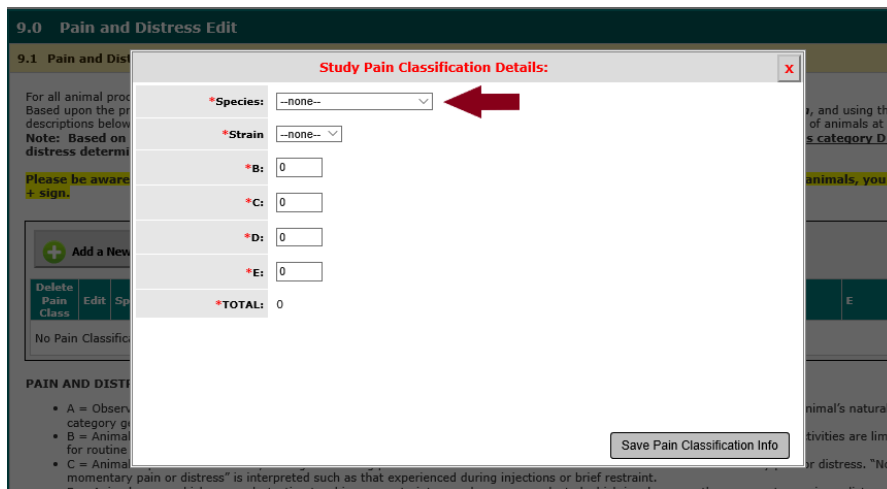 9.0 Pain and Distress Edit
9.1 Pain and Dist
Study Pain Classification Details:
x
For all animal proc
Based upon the pr , and using th
descriptions below of animals at
Note: Based on s category D
distress determi
Please be aware animals, you
+ sign.
*Species: --none--
*Strain --none--
*B: 0
*C: 0
*D: 0
*E: 0
*TOTAL: 0
Add a New
Delete Pain Class Edit Sp E
No Pain Classific
PAIN AND DISTR
• A = Observ nimal's natura
category g
• B = Animal tivities are lim
for routine
Save Pain Classification Info
• C = Animal or distress. "No
momentary pain or distress" is interpreted such as that experienced during injections or brief restraint.